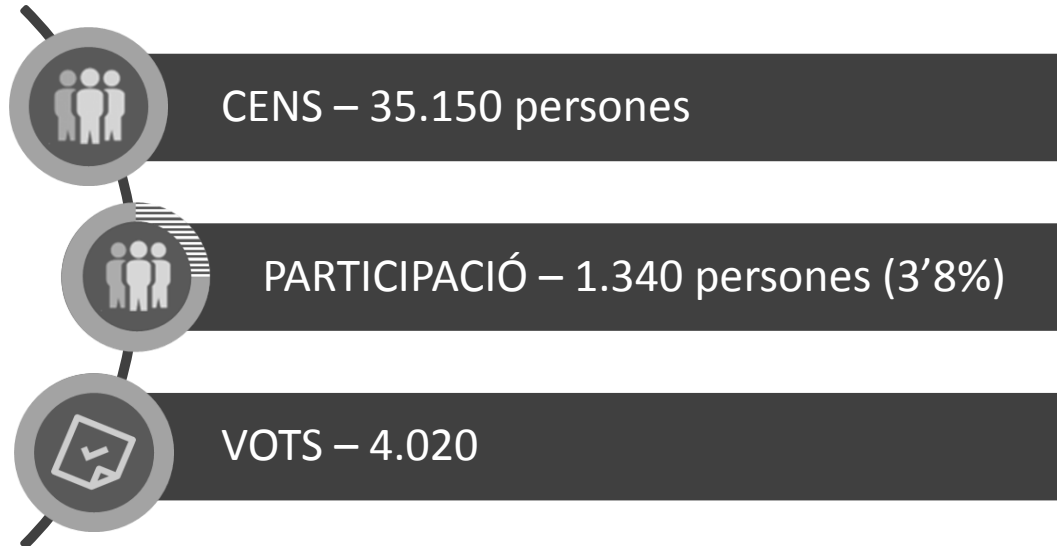 CENS – 35.150 persones
PARTICIPACIÓ – 1.340 persones (3’8%)
VOTS – 4.020